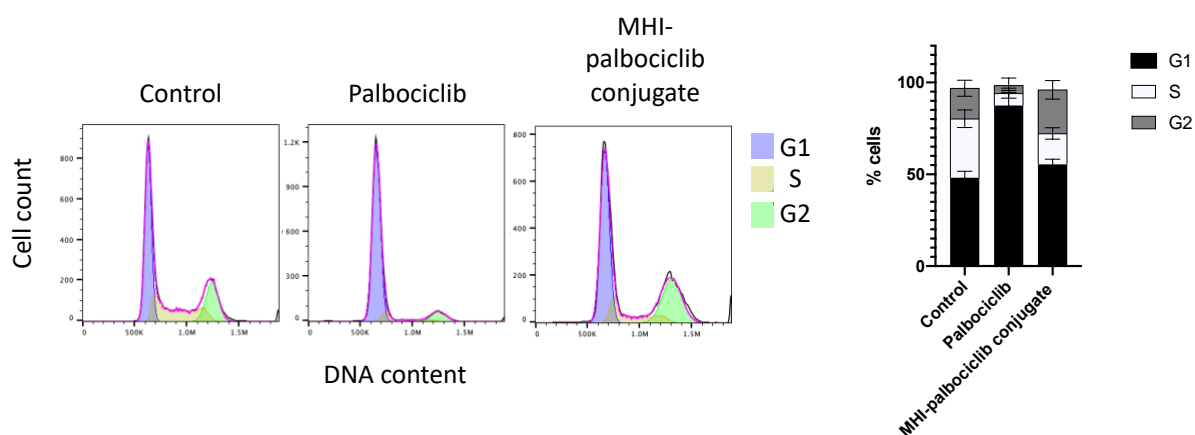 Control
Palbociclib
MHI-
palbociclib
conjugate
Cell count
800
600
400
200
0
0
500K
1.0M
1.5M
1.2K
900
600
300
0
0
500K
1.0M
1.5M
800
600
400
200
0
0
500K
1.0M
1.5M
DNA content
G1
S
G2
% cells
100
50
0
Control
Palbociclib
MHI-palbociclib conjugate
G1
S
G2